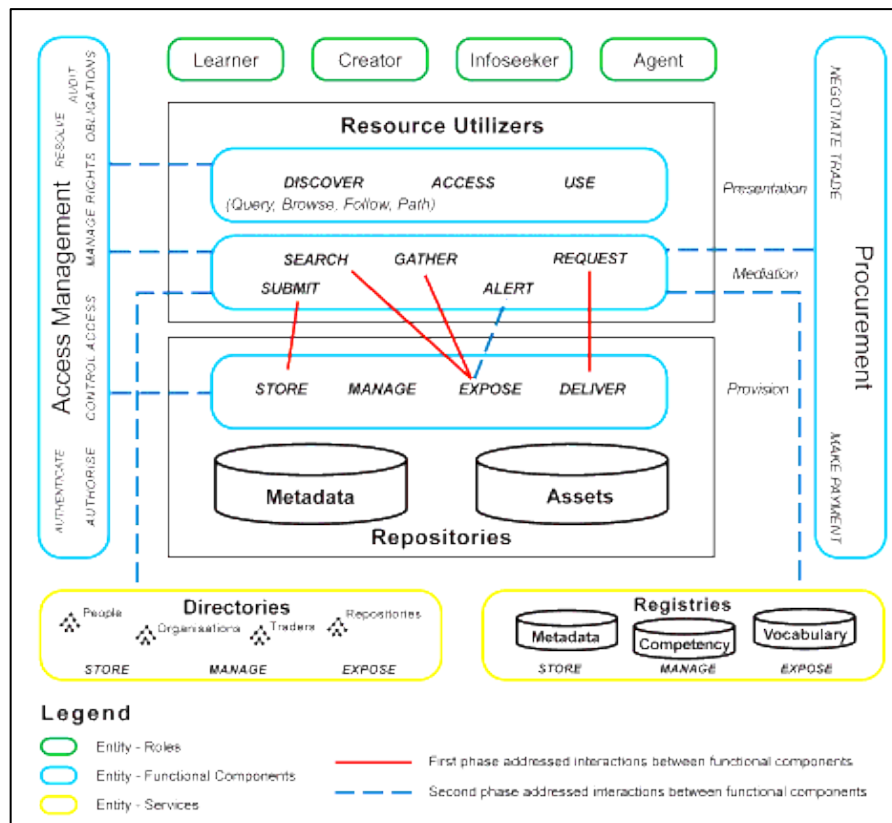 Learner
Creator
Infoseeker
Agent
Access Management
AUTHENTICATE
AUTHORISE
CONTROL ACCESS
MANAGE RIGHTS
RESOLVE
AUDIT
OBLIGATIONS
Resource Utilizers
DISCOVER ACCESS USE
(Query, Browse, Follow, Path)
SEARCH GATHER REQUEST
SUBMIT ALERT
Presentation
Mediation
Provision
STORE MANAGE EXPOSE DELIVER
Metadata
Assets
Repositories
NEGOTIATE TRADE
Procurement
MAKE PAYMENT
Directories
People
Organisations
Traders
Repositories
STORE MANAGE EXPOSE
Registries
Metadata
Competency
Vocabulary
STORE MANAGE EXPOSE
Legend
Entity - Roles
Entity - Functional Components
Entity - Services
First phase addressed interactions between functional components
Second phase addressed interactions between functional components